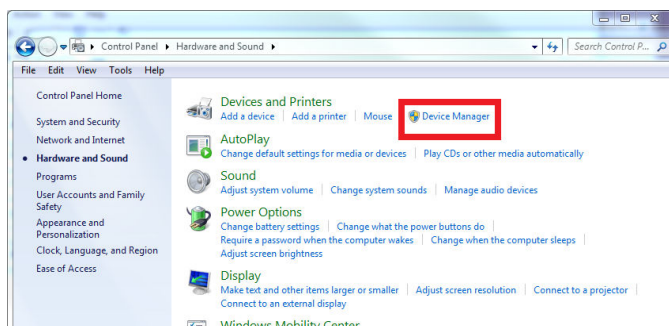 Control Panel Hardware and Sound Search Control P...
File Edit View Tools Help
Control Panel Home
System and Security
Network and Internet
Hardware and Sound
Programs
User Accounts and Family
Safety
Appearance and
Personalization
Clock, Language, and Region
Ease of Access
Devices and Printers
Add a device Add a printer Mouse Device Manager
AutoPlay
Change default settings for media or devices Play CDs or other media automatically
Sound
Adjust system volume Change system sounds Manage audio devices
Power Options
Change battery settings Change what the power buttons do
Require a password when the computer wakes Change when the computer sleeps
Adjust screen brightness
Display
Make text and other items larger or smaller Adjust screen resolution Connect to a projector
Connect to an external display
Windows Mobility Center